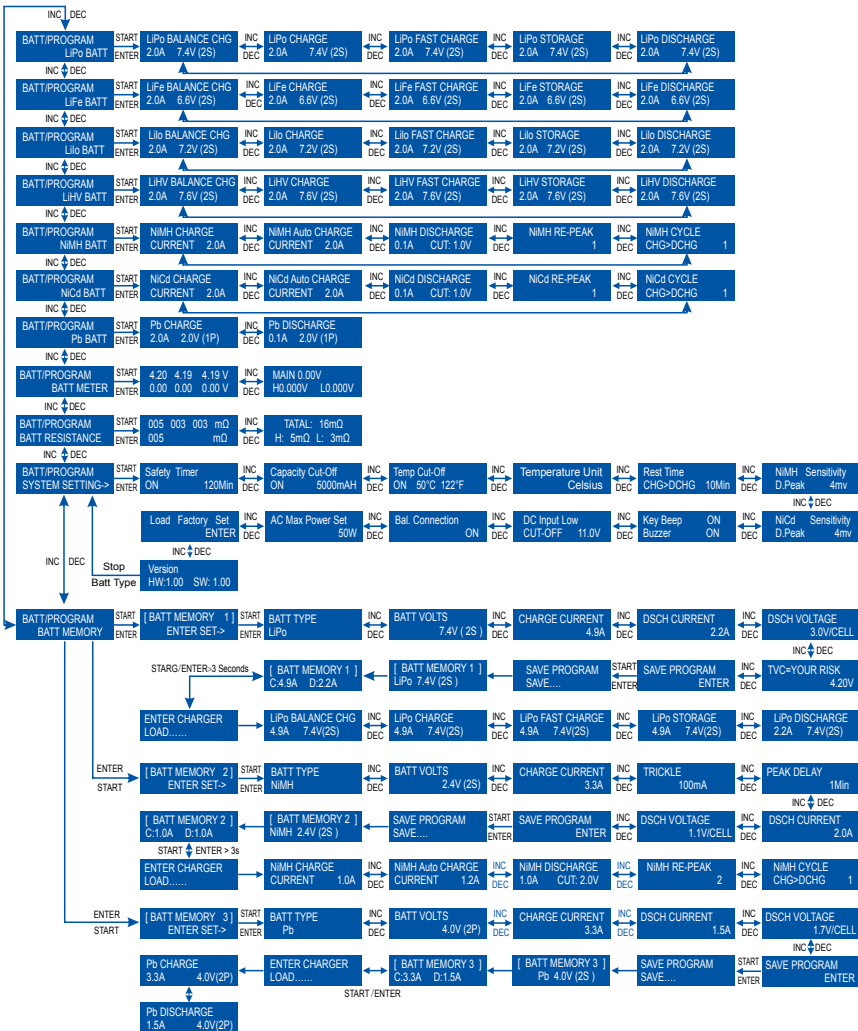 INC DEC
BATT/PROGRAM START LiPo BALANCE CHG INC LiPo CHARGE INC LiPo FAST CHARGE INC LiPo STORAGE INC LiPo DISCHARGE
LiPo BATT ENTER 2.0A 7.4V (2S) DEC 2.0A 7.4V (2S) DEC 2.0A 7.4V (2S) DEC 2.0A 7.4V (2S) DEC 2.0A 7.4V (2S)
INC DEC
BATT/PROGRAM START LiFe BALANCE CHG INC LiFe CHARGE INC LiFe FAST CHARGE INC LiFe STORAGE INC LiFe DISCHARGE
LiFe BATT ENTER 2.0A 6.6V (2S) DEC 2.0A 6.6V (2S) DEC 2.0A 6.6V (2S) DEC 2.0A 6.6V (2S) DEC 2.0A 6.6V (2S)
INC DEC
BATT/PROGRAM START LiIo BALANCE CHG INC LiIo CHARGE INC LiIo FAST CHARGE INC LiIo STORAGE INC LiIo DISCHARGE
LiIo BATT ENTER 2.0A 7.2V (2S) DEC 2.0A 7.2V (2S) DEC 2.0A 7.2V (2S) DEC 2.0A 7.2V (2S) DEC 2.0A 7.2V (2S)
INC DEC
BATT/PROGRAM START LiHV BALANCE CHG INC LiHV CHARGE INC LiHV FAST CHARGE INC LiHV STORAGE INC LiHV DISCHARGE
LiHV BATT ENTER 2.0A 7.6V (2S) DEC 2.0A 7.6V (2S) DEC 2.0A 7.6V (2S) DEC 2.0A 7.6V (2S) DEC 2.0A 7.6V (2S)
INC DEC
BATT/PROGRAM START NiMH CHARGE INC NiMH Auto CHARGE INC NiMH DISCHARGE INC NiMH RE-PEAK INC NiMH CYCLE
NiMH BATT ENTER CURRENT 2.0A DEC CURRENT 2.0A DEC 0.1A CUT: 1.0V DEC 1 DEC CHG>DCHG 1
INC DEC
BATT/PROGRAM START NiCd CHARGE INC NiCd Auto CHARGE INC NiCd DISCHARGE INC NiCd RE-PEAK INC NiCd CYCLE
NiCd BATT ENTER CURRENT 2.0A DEC CURRENT 2.0A DEC 0.1A CUT: 1.0V DEC 1 DEC CHG>DCHG 1
INC DEC
BATT/PROGRAM START Pb CHARGE INC Pb DISCHARGE
Pb BATT ENTER 2.0A 2.0V (1P) DEC 0.1A 2.0V (1P)
INC DEC
BATT/PROGRAM START 4.20 4.19 4.19 V INC MAIN 0.00V
BATT METER ENTER 0.00 0.00 0.00 V DEC H0.000V L0.000V
INC DEC
BATT/PROGRAM START 005 003 003 mΩ INC TATAL: 16mΩ
BATT RESISTANCE ENTER 005 mΩ DEC H: 5mΩ L: 3mΩ
INC DEC
BATT/PROGRAM START Safety Timer INC Capacity Cut-Off INC Temp Cut-Off INC Temperature Unit INC Rest Time INC NiMH Sensitivity
SYSTEM SETTING-> ENTER ON 120Min DEC ON 5000mAH DEC ON 50°C 122°F DEC Celsius DEC CHG>DCHG 10Min DEC D.Peak 4mv
INC DEC
Load Factory Set INC AC Max Power Set INC Bal. Connection INC DC Input Low INC Key Beep ON INC NiCd Sensitivity
ENTER DEC 50W DEC ON DEC CUT-OFF 11.0V DEC Buzzer ON DEC D.Peak 4mv
INC DEC
INC DEC Stop Version
Batt Type HW:1.00 SW: 1.00
BATT/PROGRAM START [ BATT MEMORY 1] START BATT TYPE INC BATT VOLTS INC CHARGE CURRENT INC DSCH CURRENT INC DSCH VOLTAGE
BATT MEMORY ENTER ENTER SET-> ENTER LiPo DEC 7.4V ( 2S ) DEC 4.9A DEC 2.2A DEC 3.0V/CELL
INC DEC
STARG/ENTER>3 Seconds [ BATT MEMORY 1 ] [ BATT MEMORY 1 ] SAVE PROGRAM START SAVE PROGRAM INC TVC=YOUR RISK
C:4.9A D:2.2A LiPo 7.4V (2S ) SAVE.... ENTER ENTER DEC 4.20V
ENTER CHARGER LiPo BALANCE CHG INC LiPo CHARGE INC LiPo FAST CHARGE INC LiPo STORAGE INC LiPo DISCHARGE
LOAD...... 4.9A 7.4V(2S) DEC 4.9A 7.4V(2S) DEC 4.9A 7.4V(2S) DEC 4.9A 7.4V(2S) DEC 2.2A 7.4V(2S)
ENTER [ BATT MEMORY 2] START BATT TYPE INC BATT VOLTS INC CHARGE CURRENT INC TRICKLE INC PEAK DELAY
START ENTER SET-> ENTER NiMH DEC 2.4V (2S) DEC 3.3A DEC 100mA DEC 1Min
INC DEC
[ BATT MEMORY 2 ] [ BATT MEMORY 2 ] SAVE PROGRAM START SAVE PROGRAM INC DSCH VOLTAGE INC DSCH CURRENT
C:1.0A D:1.0A NiMH 2.4V (2S ) SAVE.... ENTER ENTER DEC 1.1V/CELL DEC 2.0A
START ENTER > 3s
ENTER CHARGER NiMH CHARGE INC NiMH Auto CHARGE INC NiMH DISCHARGE INC NiMH RE-PEAK INC NiMH CYCLE
LOAD...... CURRENT 1.0A DEC CURRENT 1.2A DEC 1.0A CUT: 2.0V DEC 2 DEC CHG>DCHG 1
ENTER [ BATT MEMORY 3] START BATT TYPE INC BATT VOLTS INC CHARGE CURRENT INC DSCH CURRENT INC DSCH VOLTAGE
START ENTER SET-> ENTER Pb DEC 4.0V (2P) DEC 3.3A DEC 1.5A DEC 1.7V/CELL
INC DEC
Pb CHARGE ENTER CHARGER [ BATT MEMORY 3 ] [ BATT MEMORY 3 ] SAVE PROGRAM START SAVE PROGRAM
3.3A 4.0V(2P) LOAD...... C:3.3A D:1.5A Pb 4.0V (2S ) SAVE.... ENTER ENTER
START /ENTER
Pb DISCHARGE
1.5A 4.0V(2P)